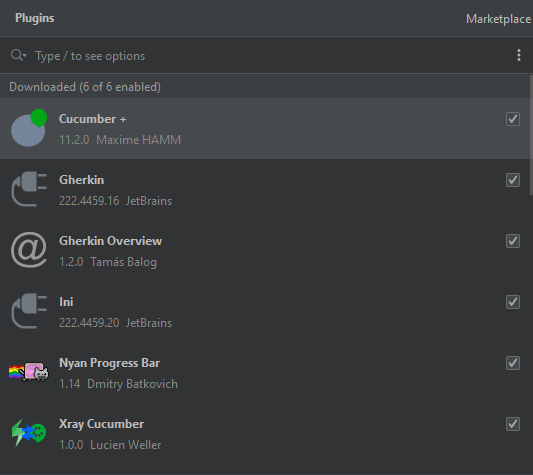 Plugins
Marketplace
Type / to see options
Downloaded (6 of 6 enabled)
Cucumber +
11.2.0 Maxime HAMM
Gherkin
222.4459.16 JetBrains
Gherkin Overview
1.2.0 Tamás Balog
Ini
222.4459.20 JetBrains
Nyan Progress Bar
1.14 Dmitry Batkovich
Xray Cucumber
1.0.0 Lucien Weller